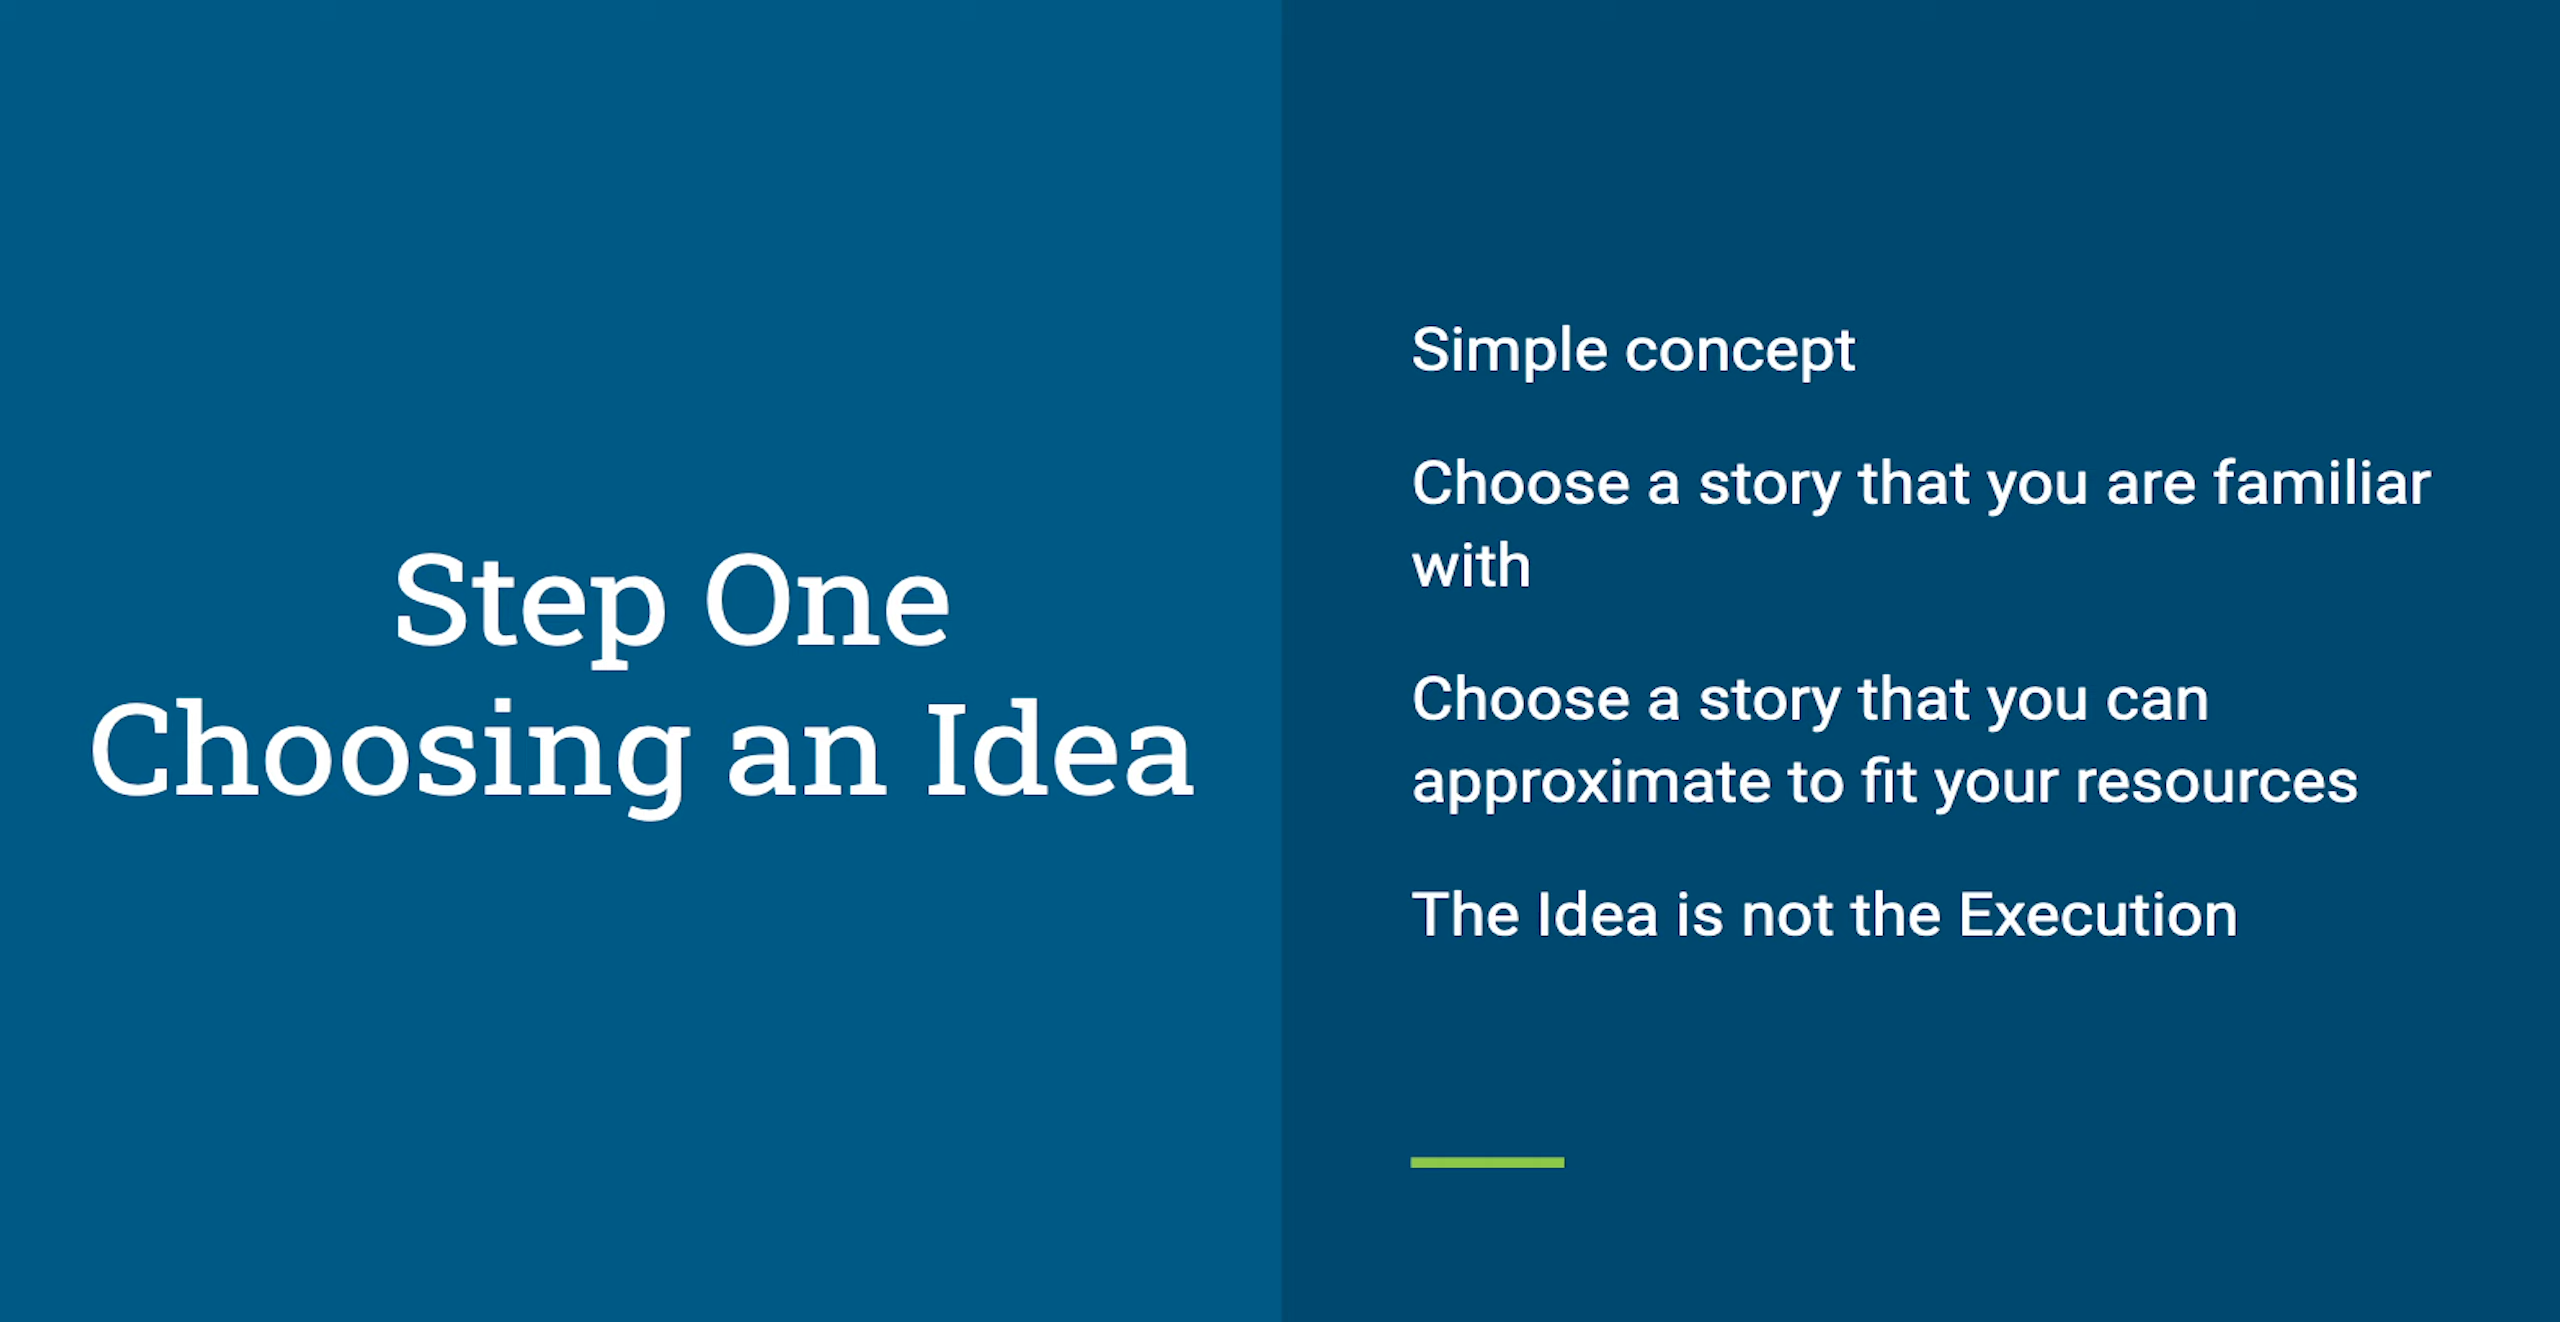 Step One
Choosing an Idea
Simple concept
Choose a story that you are familiar
with
Choose a story that you can
approximate to fit your resources
The Idea is not the Execution